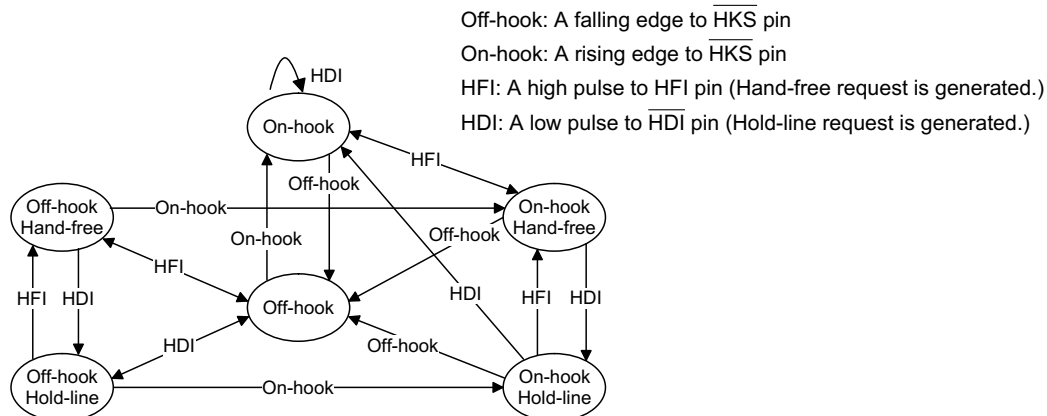 Off-hook: A falling edge to HKS pin
On-hook: A rising edge to HKS pin
HFI: A high pulse to HFI pin (Hand-free request is generated.)
HDI: A low pulse to HDI pin (Hold-line request is generated.)
HDI
On-hook
HFI
Off-hook
Off-hook
Hand-free
On-hook
On-hook
Hand-free
On-hook
Off-hook
HFI
HFI
HDI
HDI
Off-hook
HFI
HDI
HDI
Off-hook
Off-hook
Hold-line
On-hook
On-hook
Hold-line